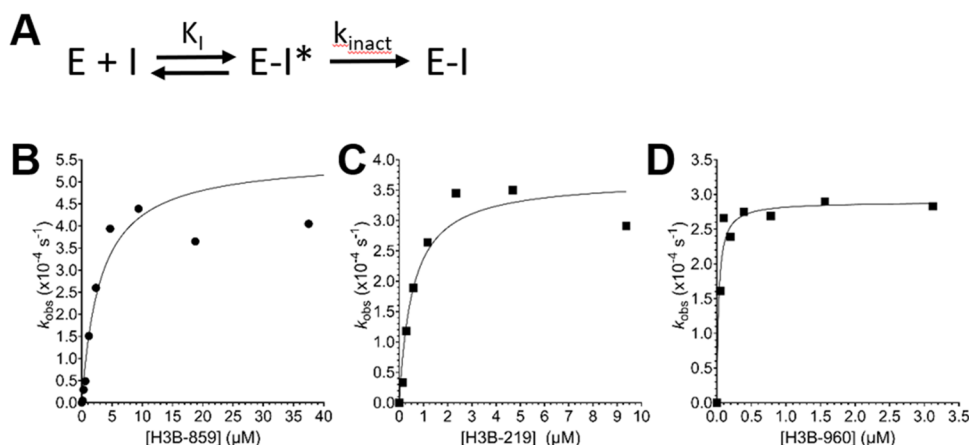 A
K_I k_inact
E + I E-I* E-I
B C D
5.5
5.0
4.5
4.0
3.5
3.0
2.5
2.0
1.5
1.0
0.5
0.0
k_obs (x10^-4 s^-1)
0 5 10 15 20 25 30 35 40
[H3B-859] (µM)
4.0
3.5
3.0
2.5
2.0
1.5
1.0
0.5
0.0
k_obs (x10^-4 s^-1)
0 1 2 3 4 5 6 7 8 9 10
[H3B-219] (µM)
3.5
3.0
2.5
2.0
1.5
1.0
0.5
0.0
k_obs (x10^-4 s^-1)
0.0 0.5 1.0 1.5 2.0 2.5 3.0 3.5
[H3B-960] (µM)